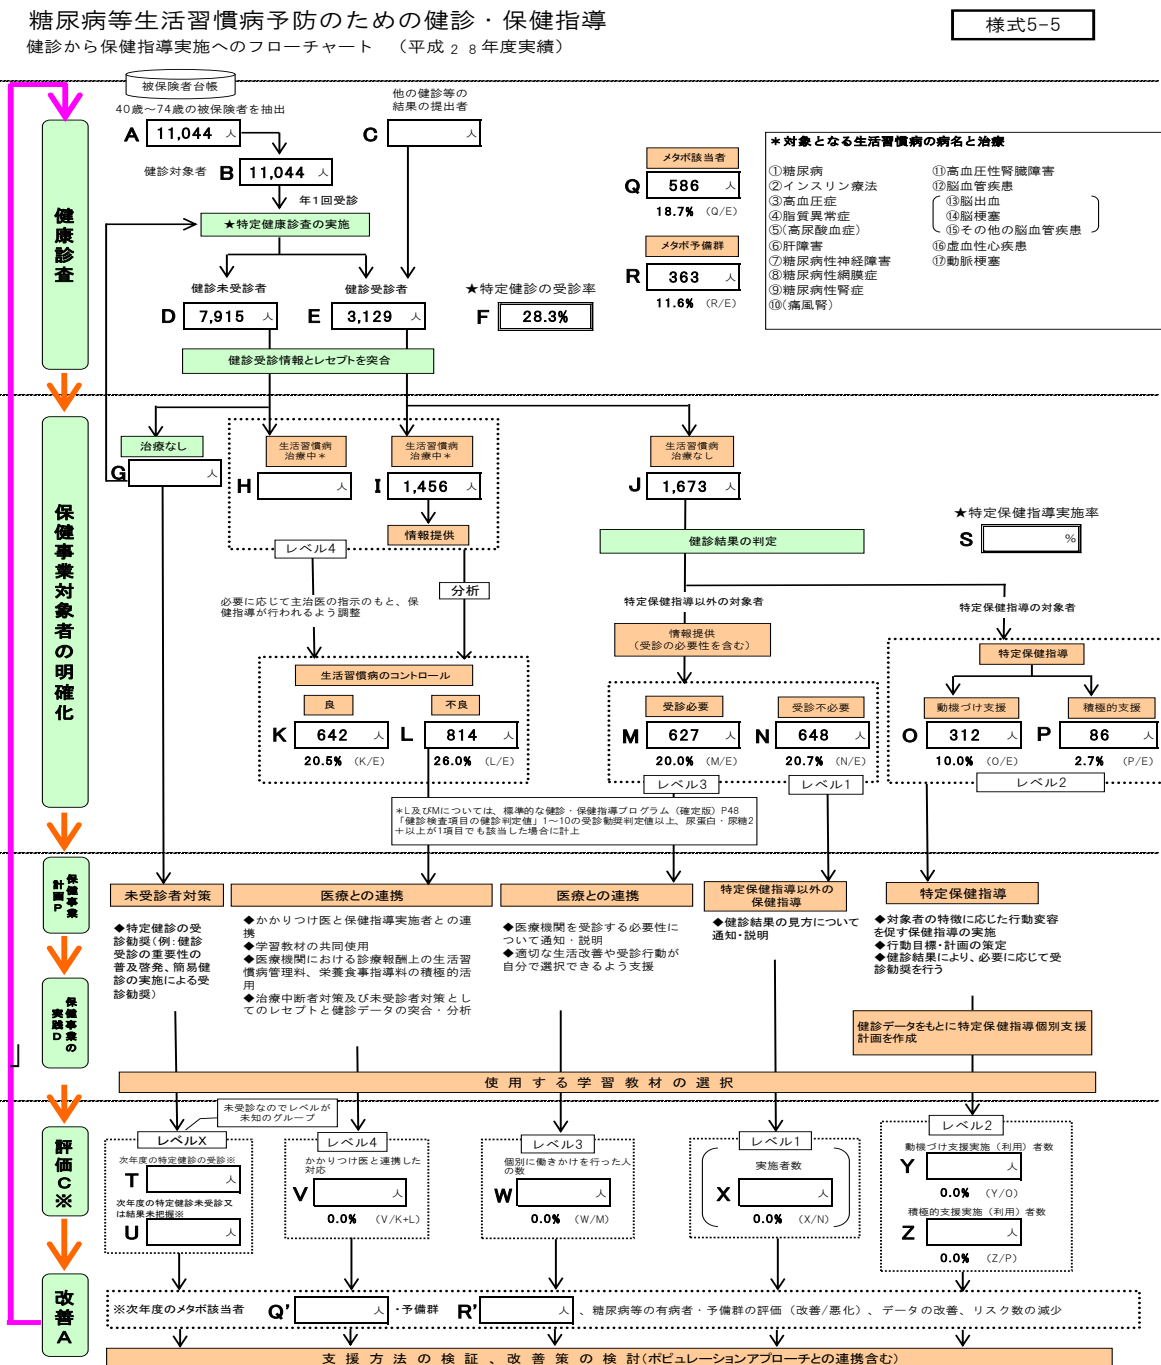 糖尿病等生活習慣病予防のための健診・保健指導
様式5-5
健診から保健指導実施へのフローチャート （平成２８年度実績）
被保険者台帳
40歳～74歳の被保険者を抽出
A 11,044 人
他の健診等の
結果の提出者
C 人
健診対象者 B 11,044 人
年1回受診
★特定健康診査の実施
健診未受診者
D 7,915 人
健診受診者
E 3,129 人
★特定健診の受診率
F 28.3%
メタボ該当者
Q 586 人
18.7% (Q/E)
メタボ予備群
R 363 人
11.6% (R/E)
＊対象となる生活習慣病の病名と治療
①糖尿病
②インスリン療法
③高血圧症
④脂質異常症
⑤(高尿酸血症)
⑥肝障害
⑦糖尿病性神経障害
⑧糖尿病性網膜症
⑨糖尿病性腎症
⑩(痛風腎)
⑪高血圧性腎臓障害
⑫脳血管疾患
⑬脳出血
⑭脳梗塞
⑮その他の脳血管疾患
⑯虚血性心疾患
⑰動脈梗塞
健診受診情報とレセプトを突合
健康診査
保健事業対象者の明確化
治療なし
G 人
生活習慣病
治療中＊
H 人
生活習慣病
治療中＊
I 1,456 人
情報提供
レベル4
分析
生活習慣病
治療なし
J 1,673 人
健診結果の判定
★特定保健指導実施率
S %
必要に応じて主治医の指示のもと、保
健指導が行われるよう調整
特定保健指導以外の対象者
特定保健指導の対象者
情報提供
(受診の必要性を含む)
特定保健指導
生活習慣病のコントロール
良
K 642 人
20.5% (K/E)
不良
L 814 人
26.0% (L/E)
受診必要
M 627 人
20.0% (M/E)
受診不必要
N 648 人
20.7% (N/E)
動機づけ支援
O 312 人
10.0% (O/E)
積極的支援
P 86 人
2.7% (P/E)
レベル3
レベル1
レベル2
＊L及びMについては、標準的な健診・保健指導プログラム（確定版）P48
「健診検査項目の健診判定値」1～10の受診勧奨判定値以上、尿蛋白・尿糖2
＋以上が1項目でも該当した場合に計上
保健事業
計画P
未受診者対策
◆特定健診の受
診勧奨(例:健診
受診の重要性の
普及啓発、簡易健
診の実施による受
診勧奨)
医療との連携
◆かかりつけ医と保健指導実施者との連
携
◆学習教材の共同使用
◆医療機関における診療報酬上の生活習
慣病管理料、栄養食事指導料の積極的活
用
◆治療中断者対策及び未受診者対策とし
てのレセプトと健診データの突合・分析
医療との連携
◆医療機関を受診する必要性に
ついて通知・説明
◆適切な生活改善や受診行動が
自分で選択できるよう支援
特定保健指導以外の
保健指導
◆健診結果の見方について
通知・説明
特定保健指導
◆対象者の特徴に応じた行動変容
を促す保健指導の実施
◆行動目標・計画の策定
◆健診結果により、必要に応じて受
診勧奨を行う
保健事業の
実践D
健診データをもとに特定保健指導個別支援
計画を作成
使用する学習教材の選択
未受診なのでレベルが
未知のグループ
評価C※
レベルX
次年度の特定健診の受診※
T 人
次年度の特定健診未受診又
は結果未把握※
U 人
レベル4
かかりつけ医と連携した
対応
V 人
0.0% (V/K+L)
レベル3
個別に働きかけを行った人
の数
W 人
0.0% (W/M)
レベル1
実施者数
X 人
0.0% (X/N)
レベル2
動機づけ支援実施（利用）者数
Y 人
0.0% (Y/O)
積極的支援実施（利用）者数
Z 人
0.0% (Z/P)
改善A
※次年度のメタボ該当者 Q' 人 ・予備群 R' 人 、糖尿病等の有病者・予備群の評価（改善/悪化）、データの改善、リスク数の減少
支援方法の検証、改善策の検討(ポピュレーションアプローチとの連携含む)